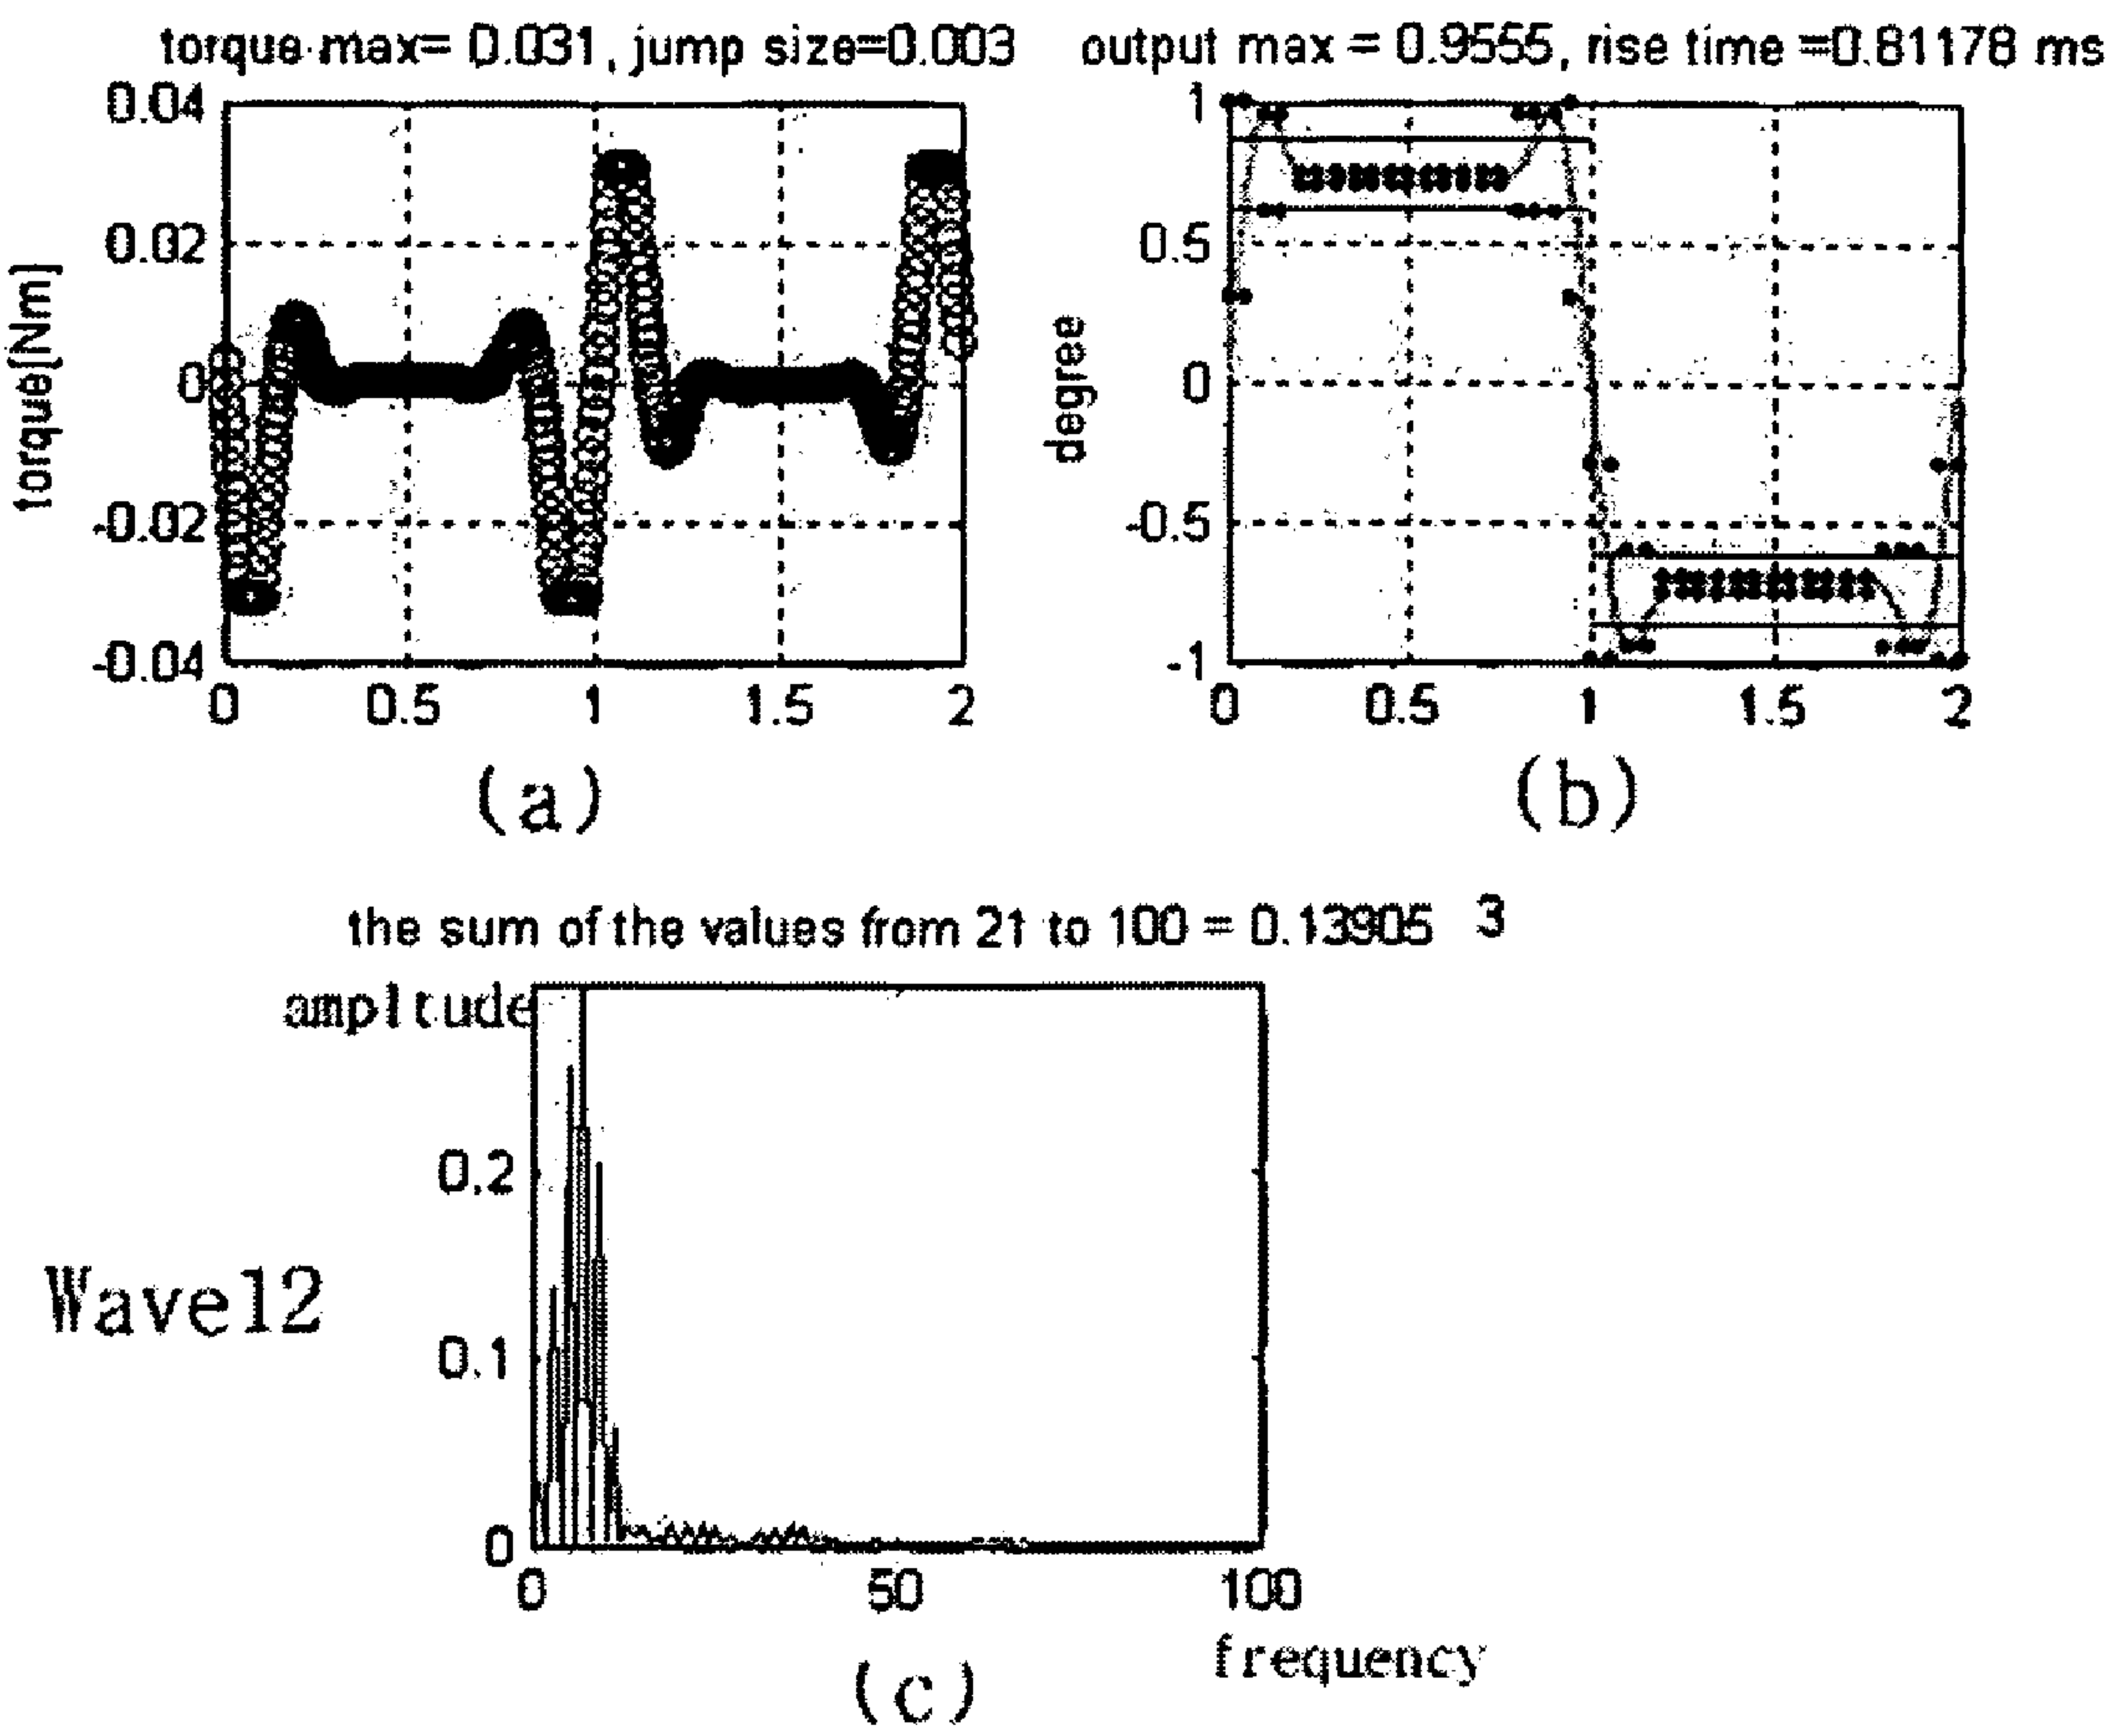 torque max= 0.031, jump size=0.003
output max = 0.9555, rise time =0.81178 ms
0.04
0.02
0
-0.02
-0.04
torque[Nm]
0 0.5 1 1.5 2
(a)
1
0.5
0
-0.5
-1
degree
0 0.5 1 1.5 2
(b)
the sum of the values from 21 to 100 = 0.13905 3
ampltude
0.2
0.1
0
Wave12
0 50 100
frequency
(c)